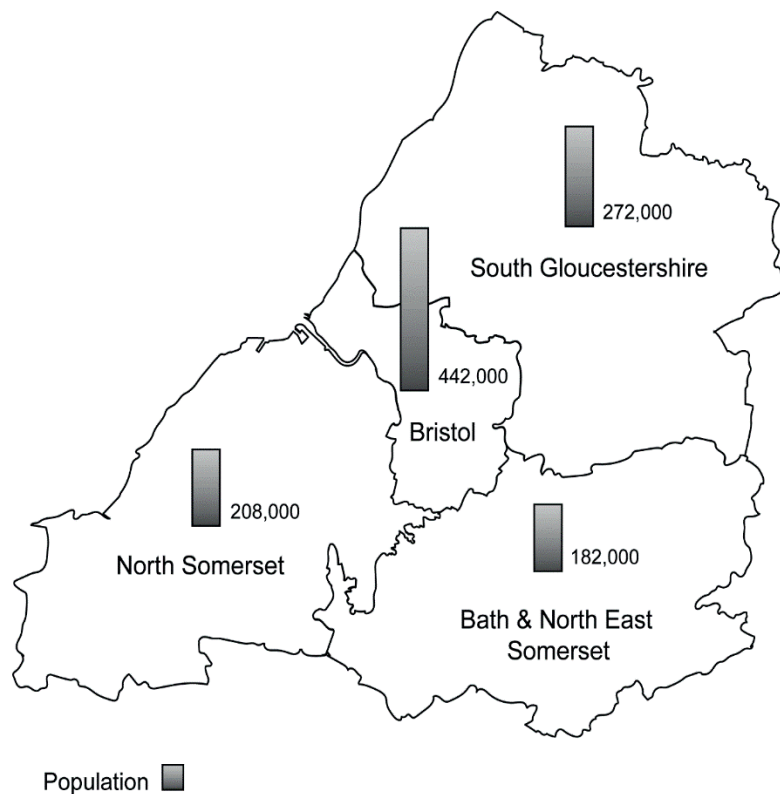 272,000
South Gloucestershire
442,000
Bristol
208,000
North Somerset
182,000
Bath & North East
Somerset
Population